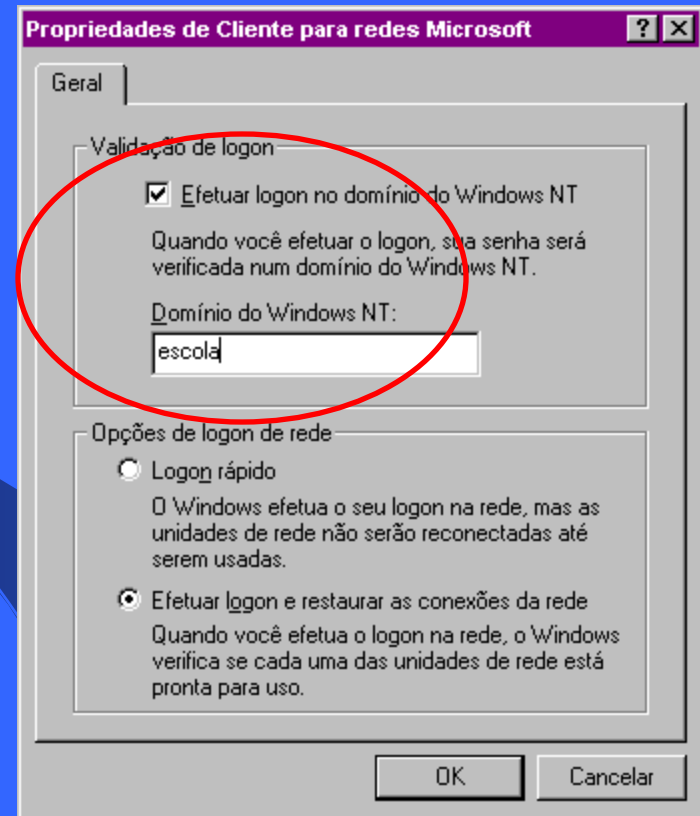 Propriedades de Cliente para redes Microsoft
Geral
Validação de logon
Efetuar logon no domínio do Windows NT
Quando você efetuar o logon, sua senha será
verificada num domínio do Windows NT.
Domínio do Windows NT:
escola
Opções de logon de rede
Logon rápido
O Windows efetua o seu logon na rede, mas as
unidades de rede não serão reconectadas até
serem usadas.
Efetuar logon e restaurar as conexões da rede
Quando você efetua o logon na rede, o Windows
verifica se cada uma das unidades de rede está
pronta para uso.
OK
Cancelar